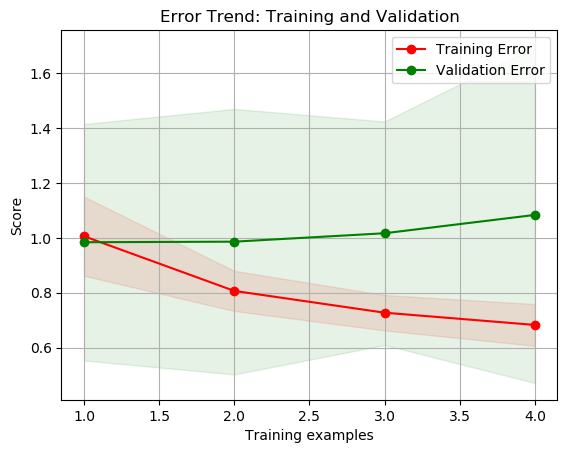 Error Trend: Training and Validation
Training Error
Validation Error
Score
1.6
1.4
1.2
1.0
0.8
0.6
1.0 1.5 2.0 2.5 3.0 3.5 4.0
Training examples